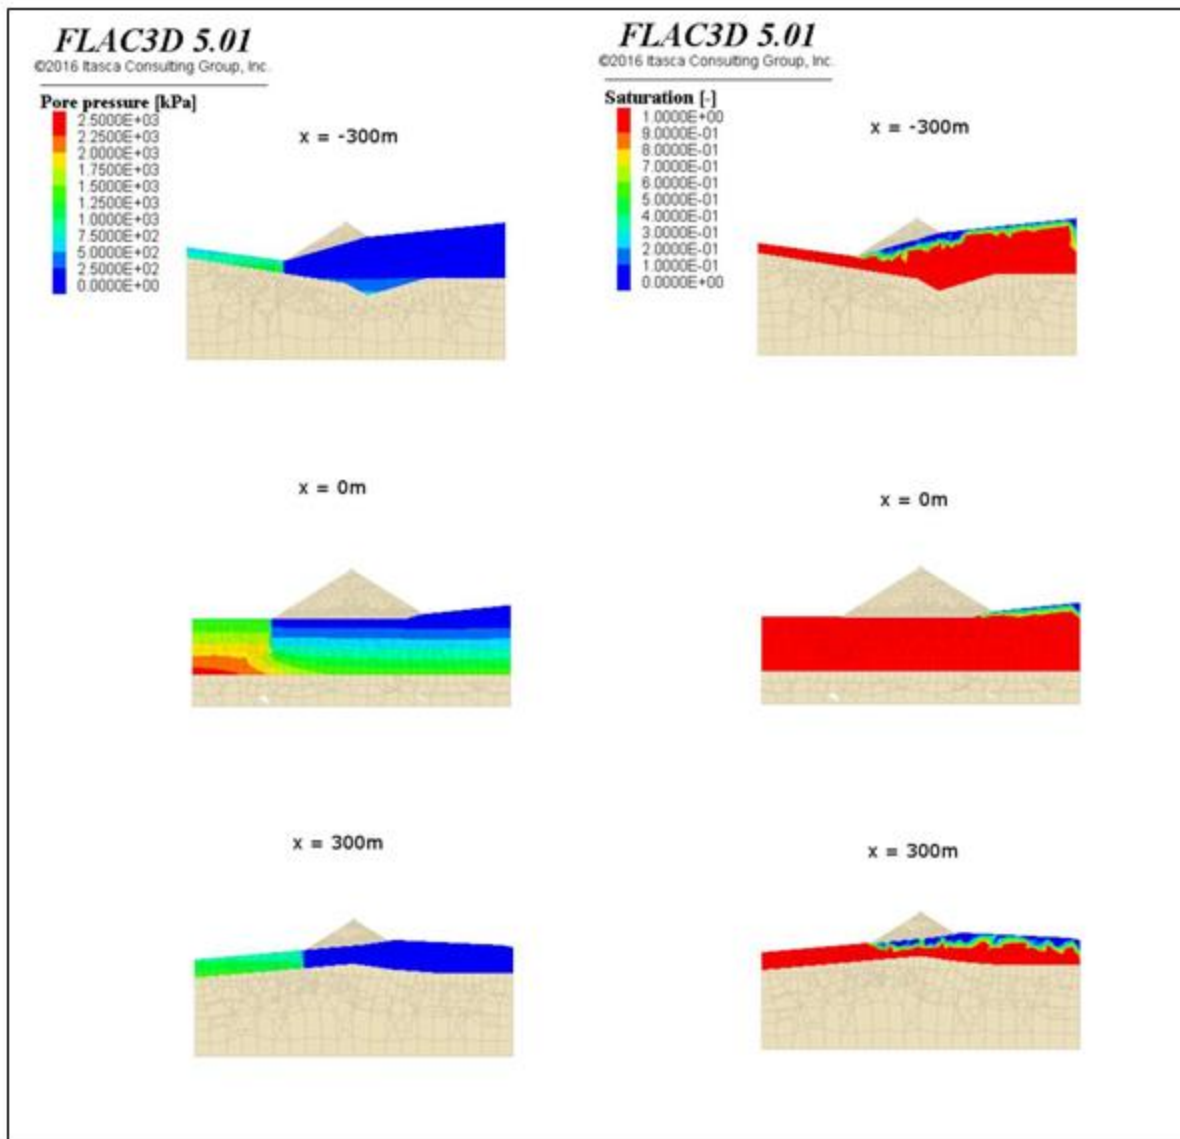 FLAC3D 5.01
©2016 Itasca Consulting Group, Inc.
Pore pressure [kPa]
2.5000E+03
2.2500E+03
2.0000E+03
1.7500E+03
1.5000E+03
1.2500E+03
1.0000E+03
7.5000E+02
5.0000E+02
2.5000E+02
0.0000E+00
x = -300m
x = 0m
x = 300m
FLAC3D 5.01
©2016 Itasca Consulting Group, Inc.
Saturation [-]
1.0000E+00
9.0000E-01
8.0000E-01
7.0000E-01
6.0000E-01
5.0000E-01
4.0000E-01
3.0000E-01
2.0000E-01
1.0000E-01
0.0000E+00
x = -300m
x = 0m
x = 300m